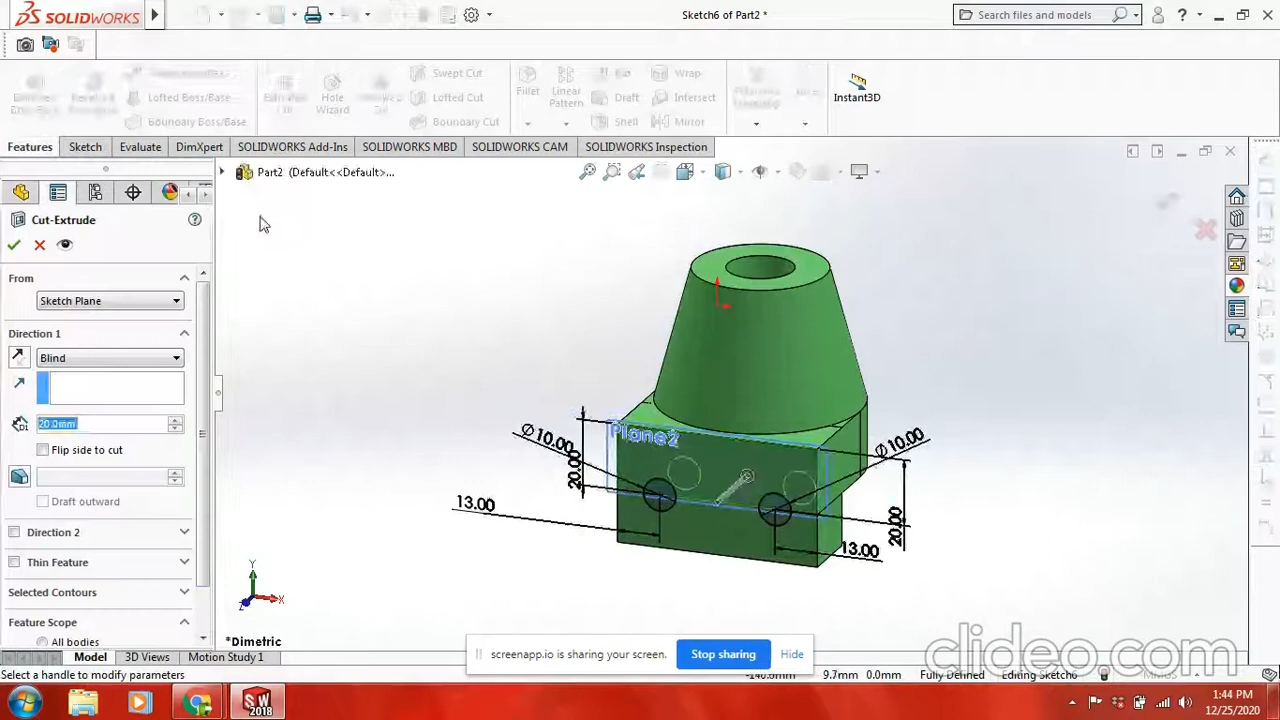 SOLIDWORKS
Sketch6 of Part2 *
Search files and models
Lofted Boss/Base
Boundary Boss/Base
Hole Wizard
Swept Cut
Lofted Cut
Boundary Cut
Fillet
Linear Pattern
Rib
Draft
Shell
Wrap
Intersect
Mirror
Instant3D
Features
Sketch
Evaluate
DimXpert
SOLIDWORKS Add-Ins
SOLIDWORKS MBD
SOLIDWORKS CAM
SOLIDWORKS Inspection
Part2 (Default<<Default>...
Cut-Extrude
From
Sketch Plane
Direction 1
Blind
20.0mm
Flip side to cut
Draft outward
Direction 2
Thin Feature
Selected Contours
Feature Scope
All bodies
Plane2
Ø10.00
20.00
13.00
Ø10.00
20.00
13.00
Y
X
Z
*Dimetric
screenapp.io is sharing your screen.
Stop sharing
Hide
clideo.com
Model
3D Views
Motion Study 1
Select a handle to modify parameters
9.7mm
0.0mm
Fully Defined
Editing Sketch6
SW
2018
1:44 PM
12/25/2020